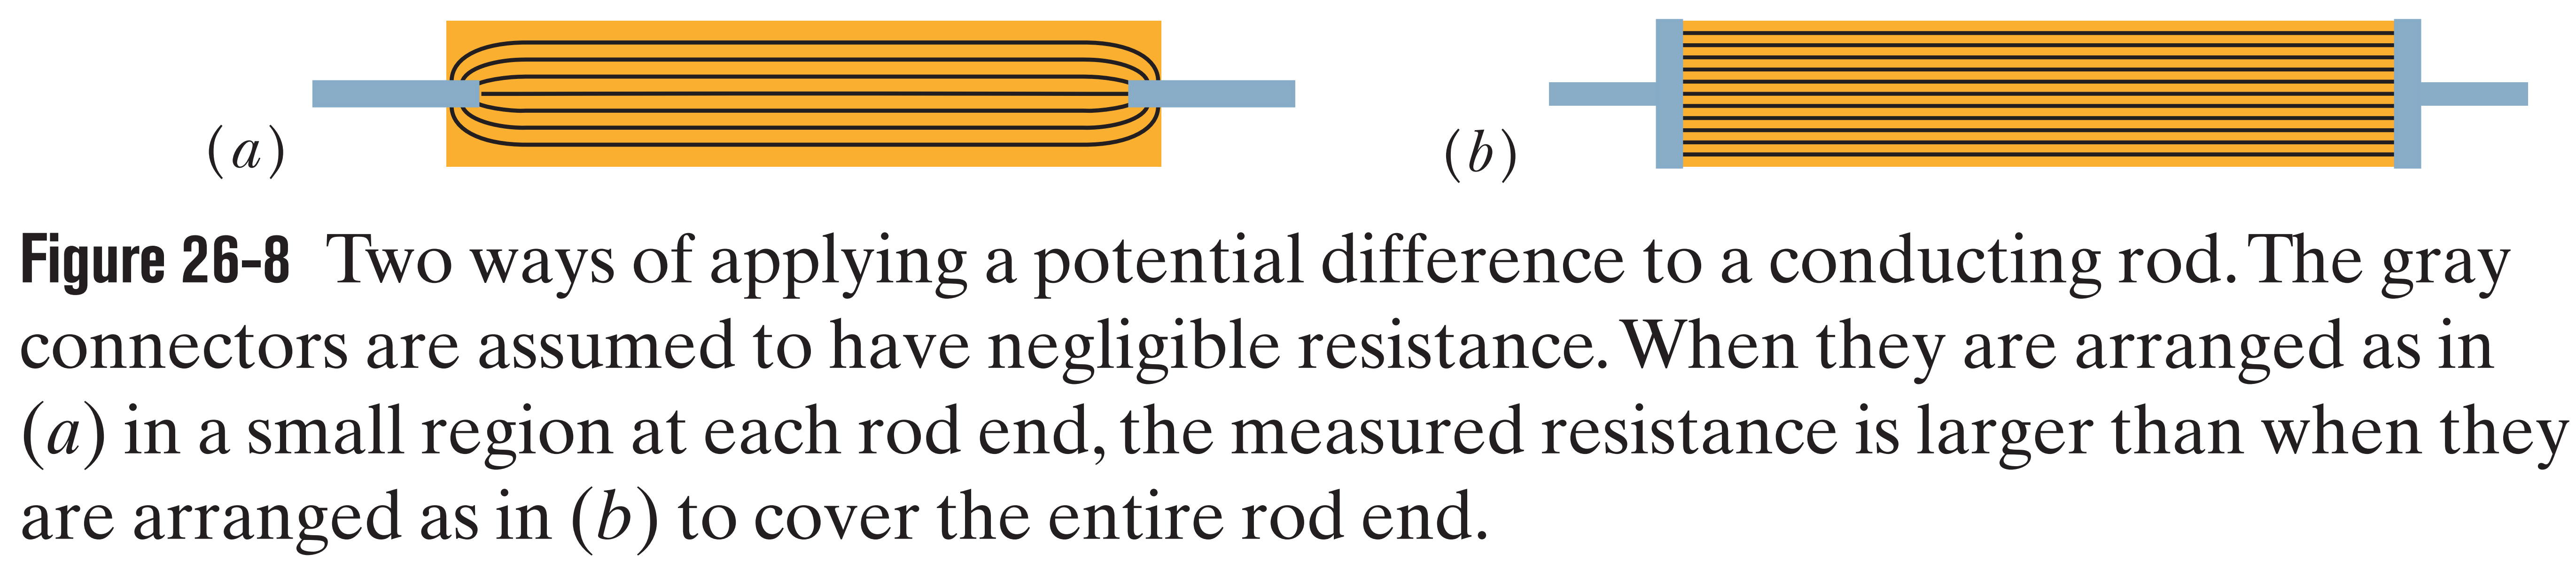 (a)
(b)
Figure 26-8 Two ways of applying a potential difference to a conducting rod. The gray
connectors are assumed to have negligible resistance. When they are arranged as in
(a) in a small region at each rod end, the measured resistance is larger than when they
are arranged as in (b) to cover the entire rod end.